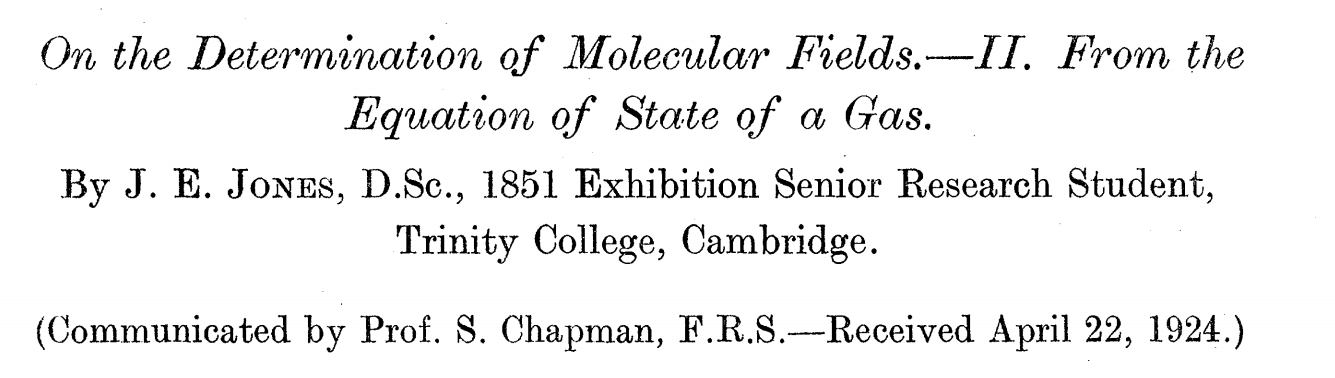 On the Determination of Molecular Fields.—II. From the
Equation of State of a Gas.
By J. E. Jones, D.Sc., 1851 Exhibition Senior Research Student,
Trinity College, Cambridge.
(Communicated by Prof. S. Chapman, F.R.S.—Received April 22, 1924.)